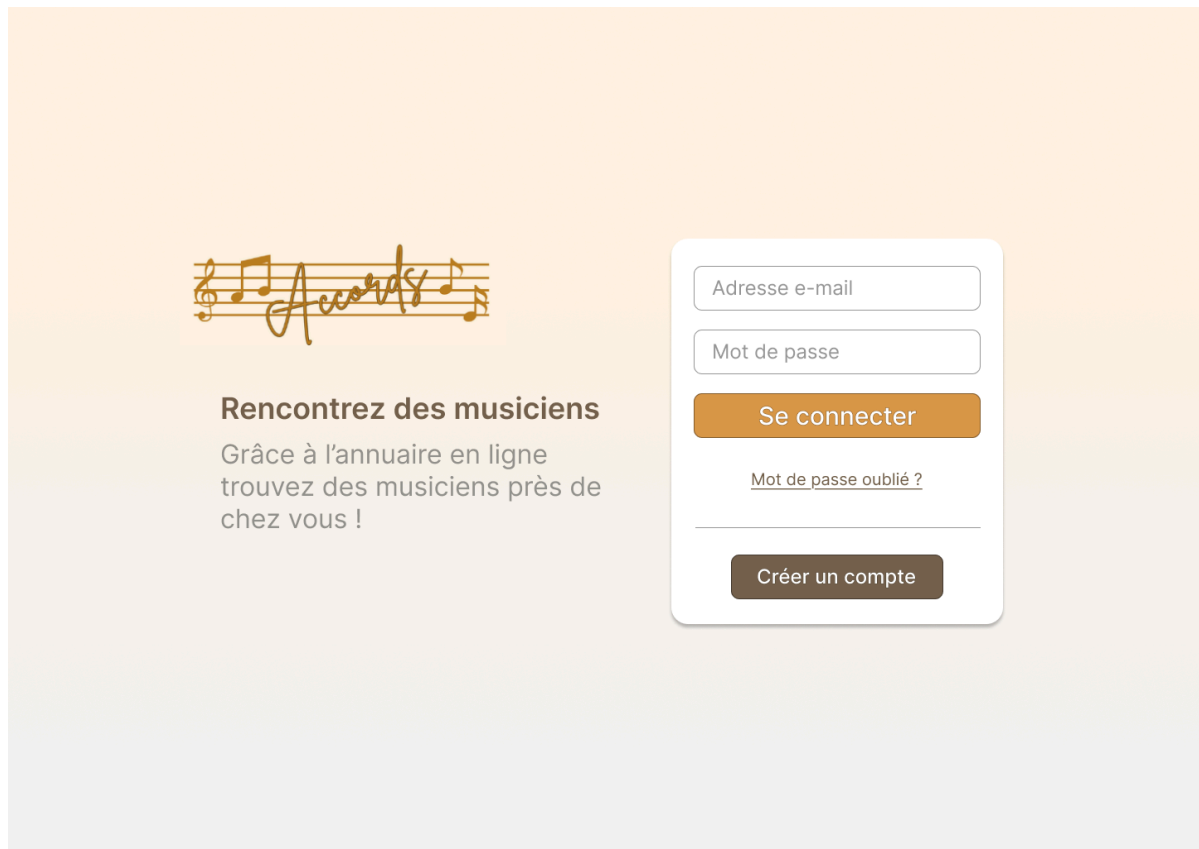 Accords
Rencontrez des musiciens
Grâce à l’annuaire en ligne
trouvez des musiciens près de
chez vous !
Adresse e-mail
Mot de passe
Se connecter
Mot de passe oublié ?
Créer un compte